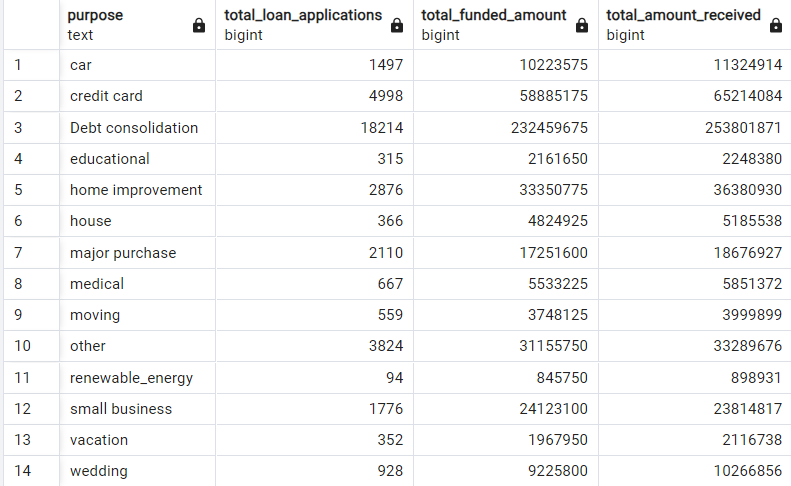 purpose total_loan_applications total_funded_amount total_amount_received
text bigint bigint bigint
1 car 1497 10223575 11324914
2 credit card 4998 58885175 65214084
3 Debt consolidation 18214 232459675 253801871
4 educational 315 2161650 2248380
5 home improvement 2876 33350775 36380930
6 house 366 4824925 5185538
7 major purchase 2110 17251600 18676927
8 medical 667 5533225 5851372
9 moving 559 3748125 3999899
10 other 3824 31155750 33289676
11 renewable_energy 94 845750 898931
12 small business 1776 24123100 23814817
13 vacation 352 1967950 2116738
14 wedding 928 9225800 10266856